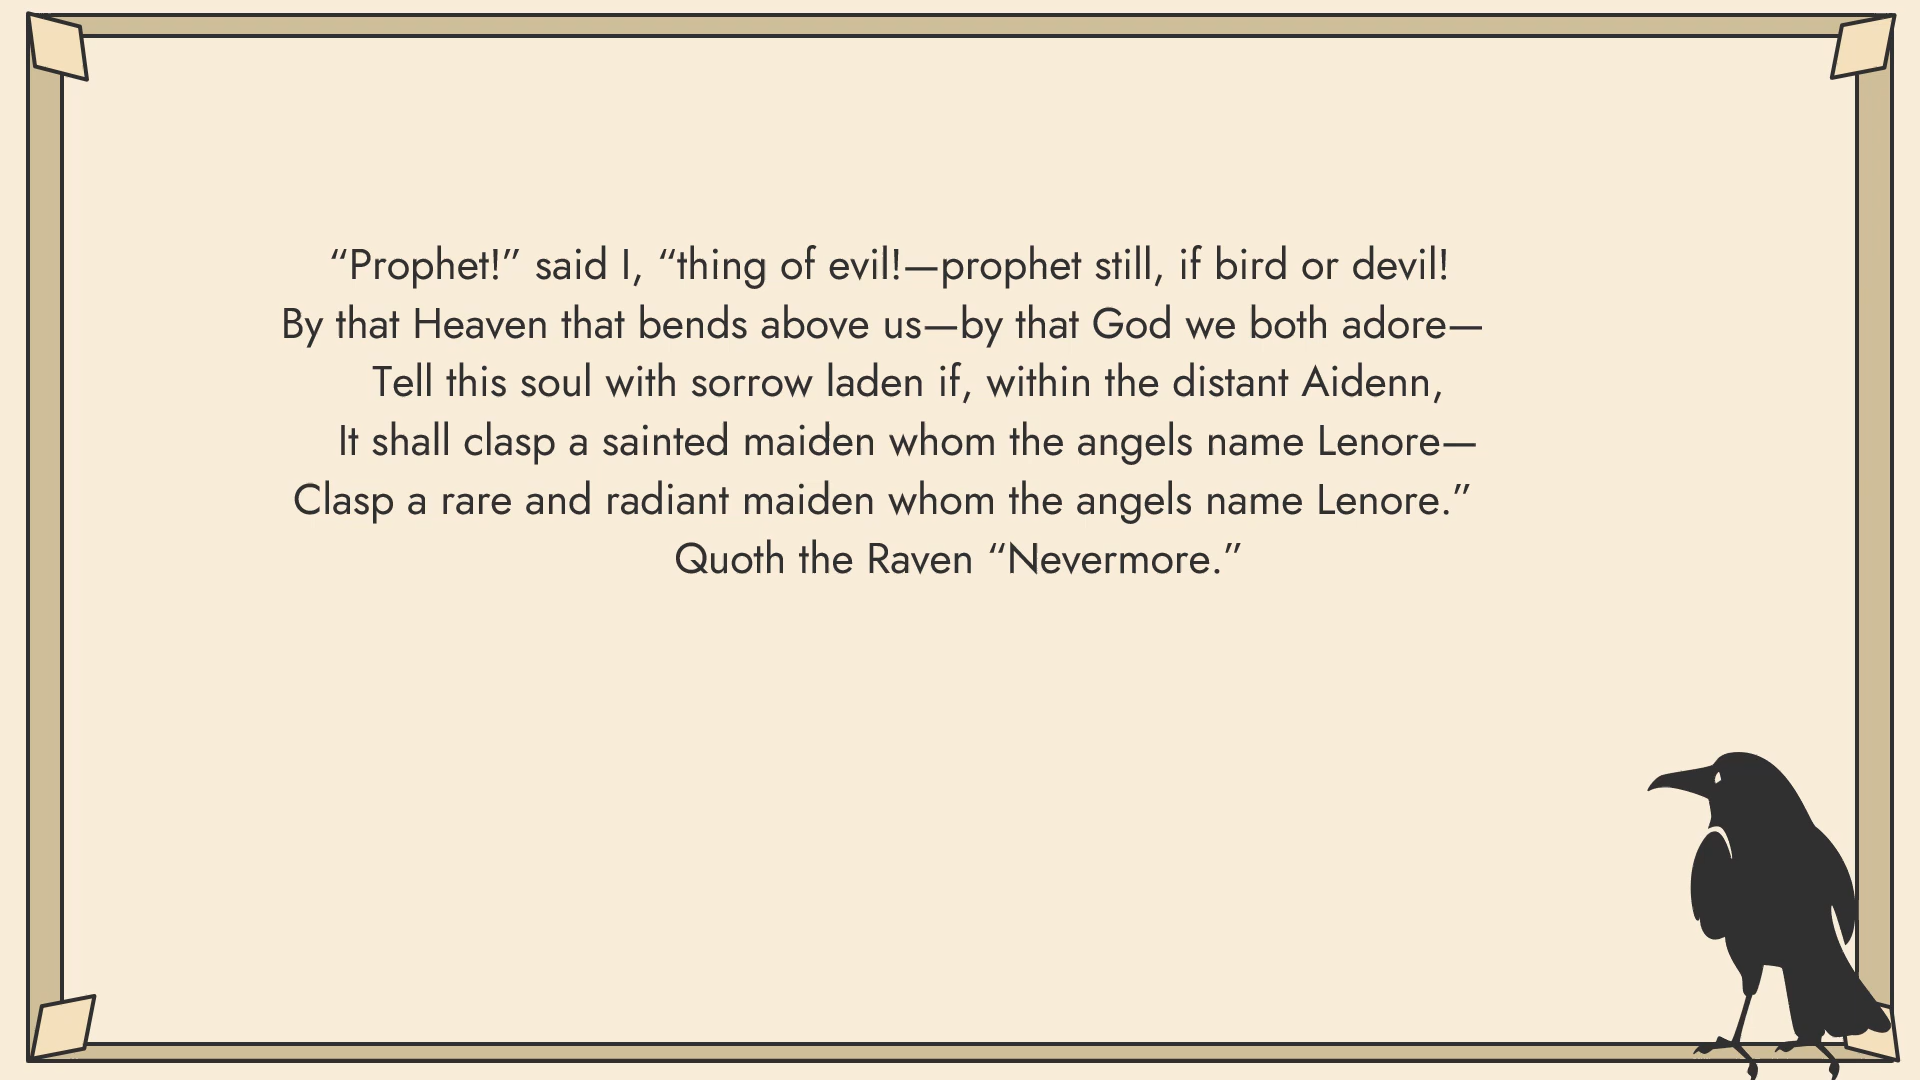 “Prophet!” said I, “thing of evil!—prophet still, if bird or devil!
By that Heaven that bends above us—by that God we both adore—
Tell this soul with sorrow laden if, within the distant Aidenn,
It shall clasp a sainted maiden whom the angels name Lenore—
Clasp a rare and radiant maiden whom the angels name Lenore.”
Quoth the Raven “Nevermore.”